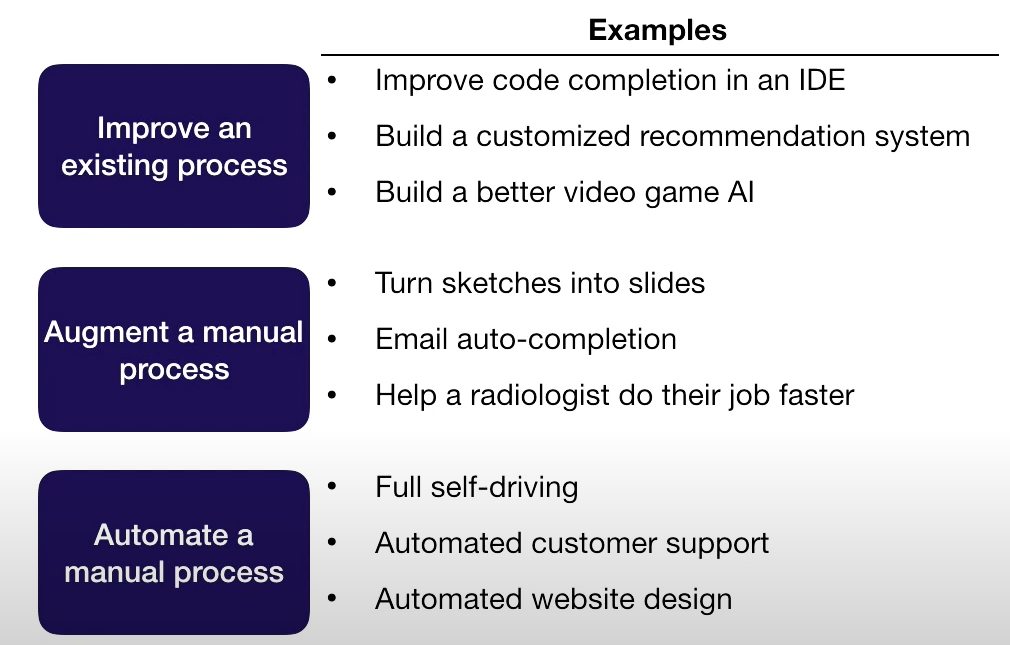 Examples
Improve an
existing process
• Improve code completion in an IDE
• Build a customized recommendation system
• Build a better video game AI
Augment a manual
process
• Turn sketches into slides
• Email auto-completion
• Help a radiologist do their job faster
Automate a
manual process
• Full self-driving
• Automated customer support
• Automated website design